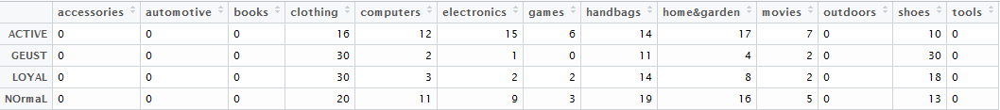 accessories automotive books clothing computers electronics games handbags home&garden movies outdoors shoes tools
ACTIVE 0 0 0 16 12 15 6 14 17 7 0 10 0
GEUST 0 0 0 30 2 1 0 11 4 2 0 30 0
LOYAL 0 0 0 30 3 2 2 14 8 2 0 18 0
NOrmaL 0 0 0 20 11 9 3 19 16 5 0 13 0